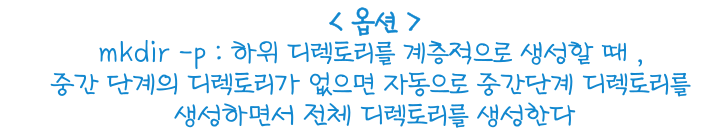 < 옵션 >
mkdir -p : 하위 디렉토리를 계층적으로 생성할 때 ,
중간 단계의 디렉토리가 없으면 자동으로 중간단계 디렉토리를
생성하면서 전체 디렉토리를 생성한다